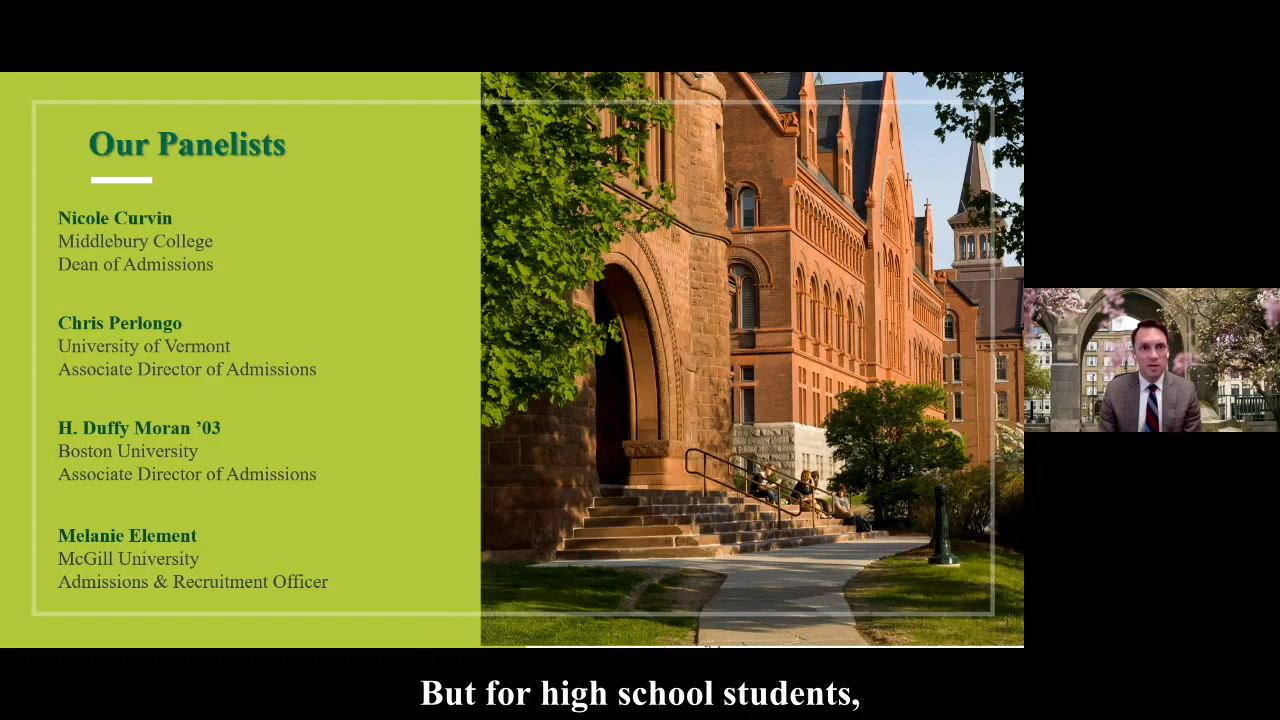 Our Panelists
Nicole Curvin
Middlebury College
Dean of Admissions
Chris Perlongo
University of Vermont
Associate Director of Admissions
H. Duffy Moran ’03
Boston University
Associate Director of Admissions
Melanie Element
McGill University
Admissions & Recruitment Officer
But for high school students,